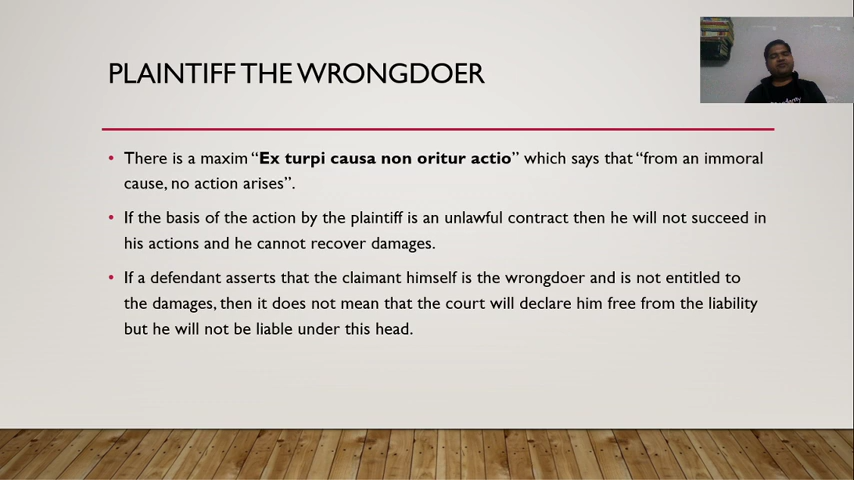 PLAINTIFF THE WRONGDOER
• There is a maxim “Ex turpi causa non oritur actio” which says that “from an immoral
cause, no action arises”.
• If the basis of the action by the plaintiff is an unlawful contract then he will not succeed in
his actions and he cannot recover damages.
• If a defendant asserts that the claimant himself is the wrongdoer and is not entitled to
the damages, then it does not mean that the court will declare him free from the liability
but he will not be liable under this head.